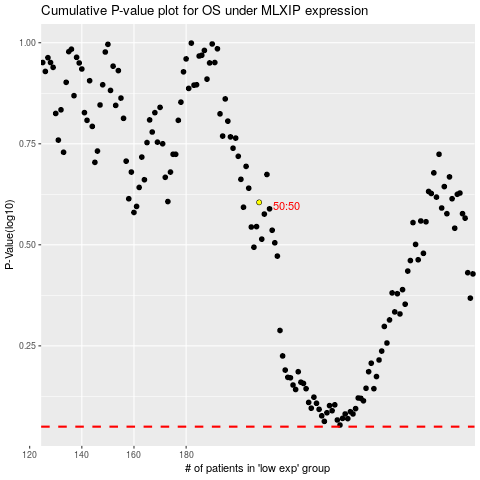 Cumulative P-value plot for OS under MLXIP expression
1.00
0.75
0.50
0.25
P-Value(log10)
50:50
120 140 160 180
# of patients in 'low exp' group